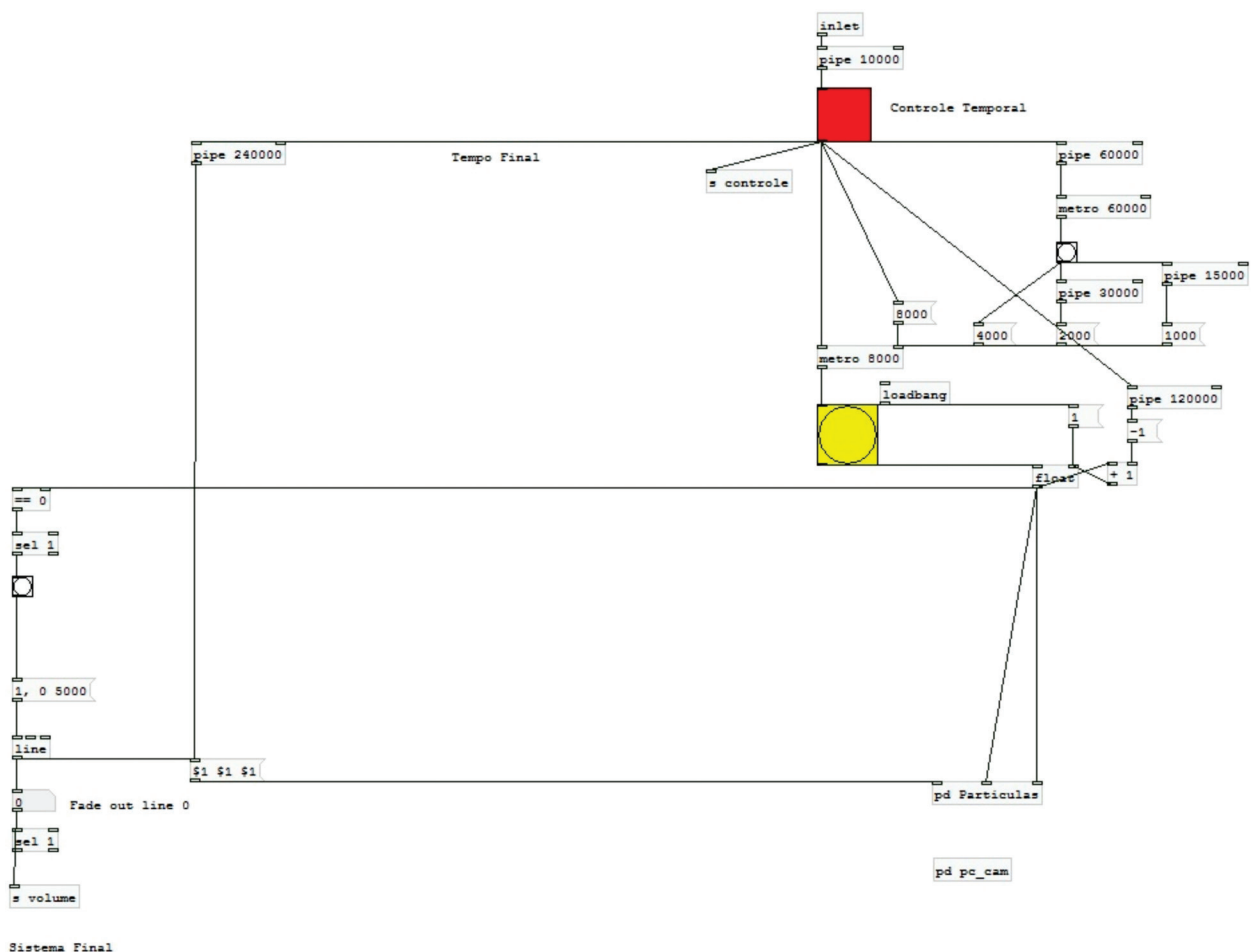 inlet
pipe 10000
Controle Temporal
pipe 240000
Tempo Final
pipe 60000
s controle
metro 60000
pipe 15000
pipe 30000
8000
4000
2000
1000
metro 8000
loadbang
pipe 120000
1
-1
float
+ 1
== 0
sel 1
1, 0 5000
line
$1 $1 $1
0
Fade out line 0
pd Particulas
sel 1
pd pc_cam
s volume
Sistema Final